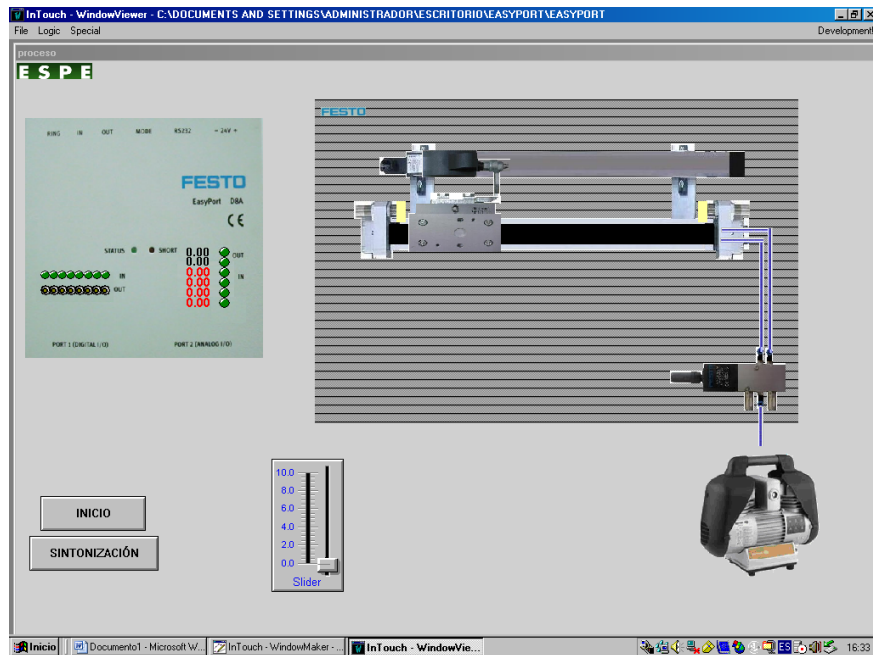 InTouch - WindowViewer - C:\DOCUMENTS AND SETTINGS\ADMINISTRADOR\ESCRITORIO\EASYPORT\EASYPORT
File Logic Special Development!
proceso
ESPE
FESTO
RING IN OUT MODE RS232 - 24V +
FESTO
EasyPort D8A
CE
STATUS SHORT 0.00 OUT
0.00
IN 0.00 IN
OUT 0.00
0.00
0.00
PORT 1 (DIGITAL I/O) PORT 2 (ANALOG I/O)
10.0
8.0
6.0
4.0
2.0
0.0
Slider
INICIO
SINTONIZACIÓN
Inicio Documento1 - Microsoft W... InTouch - WindowMaker - ... InTouch - WindowVie... ES 16:33